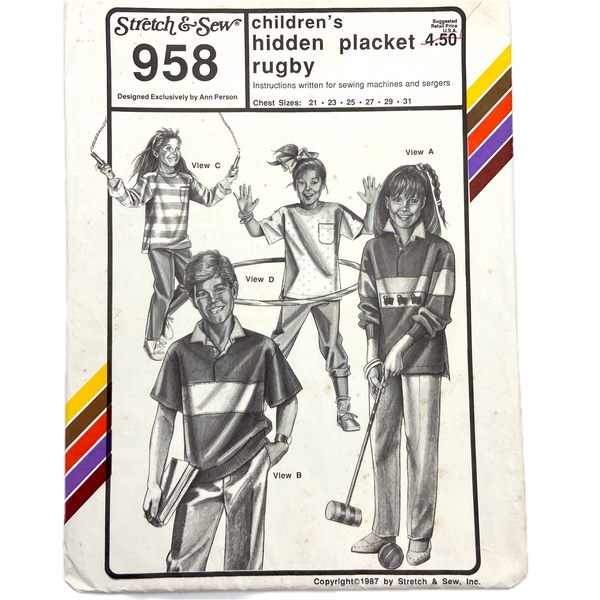 Stretch & Sew®
958
Designed Exclusively by Ann Person
children's
hidden placket
rugby
Suggested
Retail Price
U.S.A.
4.50
Instructions written for sewing machines and sergers
Chest Sizes: 21 • 23 • 25 • 27 • 29 • 31
View C
View A
View D
View B
Copyright©1987 by Stretch & Sew, Inc.